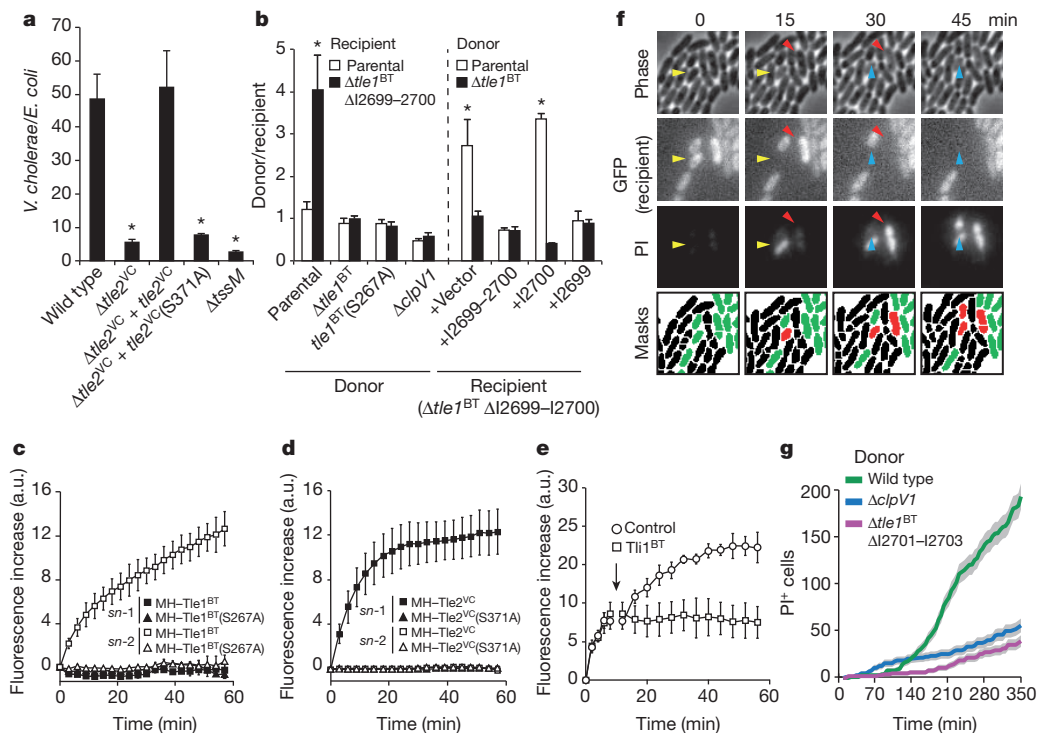 a
V. cholerae/E. coli
70
60
50
40
30
20
10
0
*
*
*
Wild type
Δtle2VC
Δtle2VC + tle2VC
Δtle2VC + tle2VC(S371A)
ΔtssM
b
Donor/recipient
5
4
3
2
1
0
*
Recipient
Parental
Δtle1BT
ΔI2699–2700
Donor
Parental
Δtle1BT
*
*
Parental
Δtle1BT
tle1BT(S267A)
ΔclpV1
+Vector
+I2699–2700
+I2700
+I2699
Donor
Recipient
(Δtle1BT ΔI2699–I2700)
f
0 15 30 45 min
Phase
GFP
(recipient)
PI
Masks
c
Fluorescence increase (a.u.)
16
12
8
4
0
sn-1
MH–Tle1BT
MH–Tle1BT(S267A)
sn-2
MH–Tle1BT
MH–Tle1BT(S267A)
0 20 40 60
Time (min)
d
Fluorescence increase (a.u.)
16
12
8
4
0
sn-1
MH–Tle2VC
MH–Tle2VC(S371A)
sn-2
MH–Tle2VC
MH–Tle2VC(S371A)
0 20 40 60
Time (min)
e
Fluorescence increase (a.u.)
30
20
22
10
0
Control
Tli1BT
0 20 40 60
Time (min)
g
Donor
Wild type
ΔclpV1
Δtle1BT
ΔI2701–I2703
PI+ cells
200
150
100
50
0
70 140 210 280 350
Time (min)